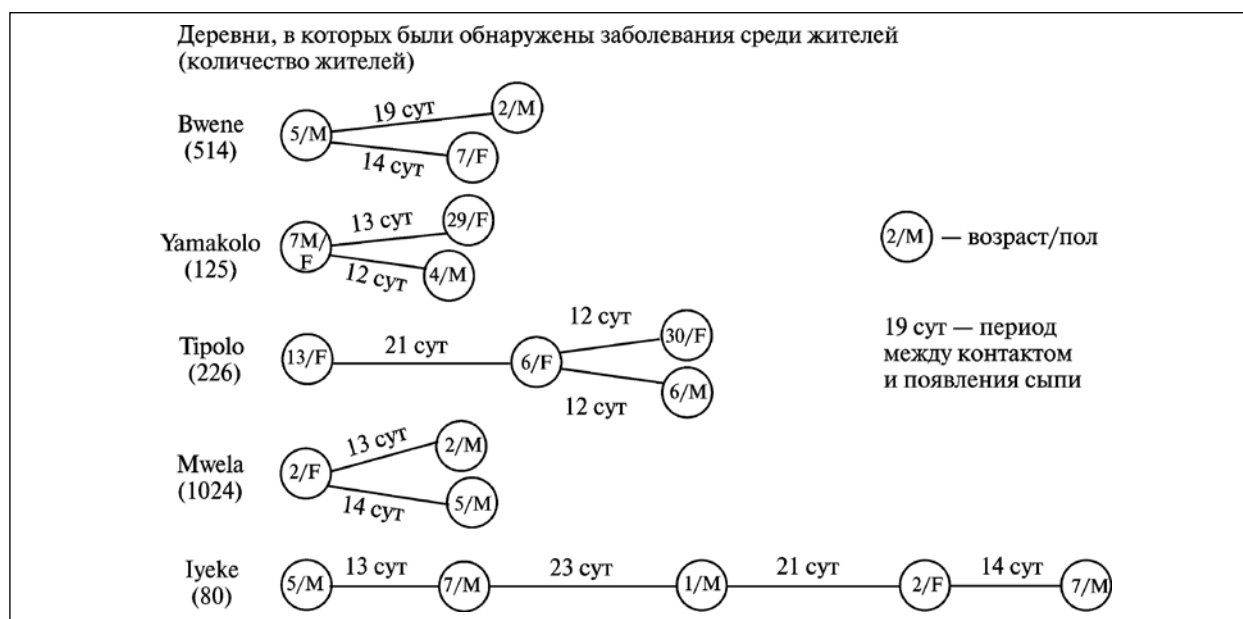 Деревни, в которых были обнаружены заболевания среди жителей
(количество жителей)
Bwene
(514)
5/M
19 сут
2/M
14 сут
7/F
Yamakolo
(125)
7M/
F
13 сут
29/F
12 сут
4/M
2/M — возраст/пол
Tipolo
(226)
13/F
21 сут
6/F
12 сут
30/F
12 сут
6/M
19 сут — период
между контактом
и появления сыпи
Mwela
(1024)
2/F
13 сут
2/M
14 сут
5/M
Iyeke
(80)
5/M
13 сут
7/M
23 сут
1/M
21 сут
2/F
14 сут
7/M